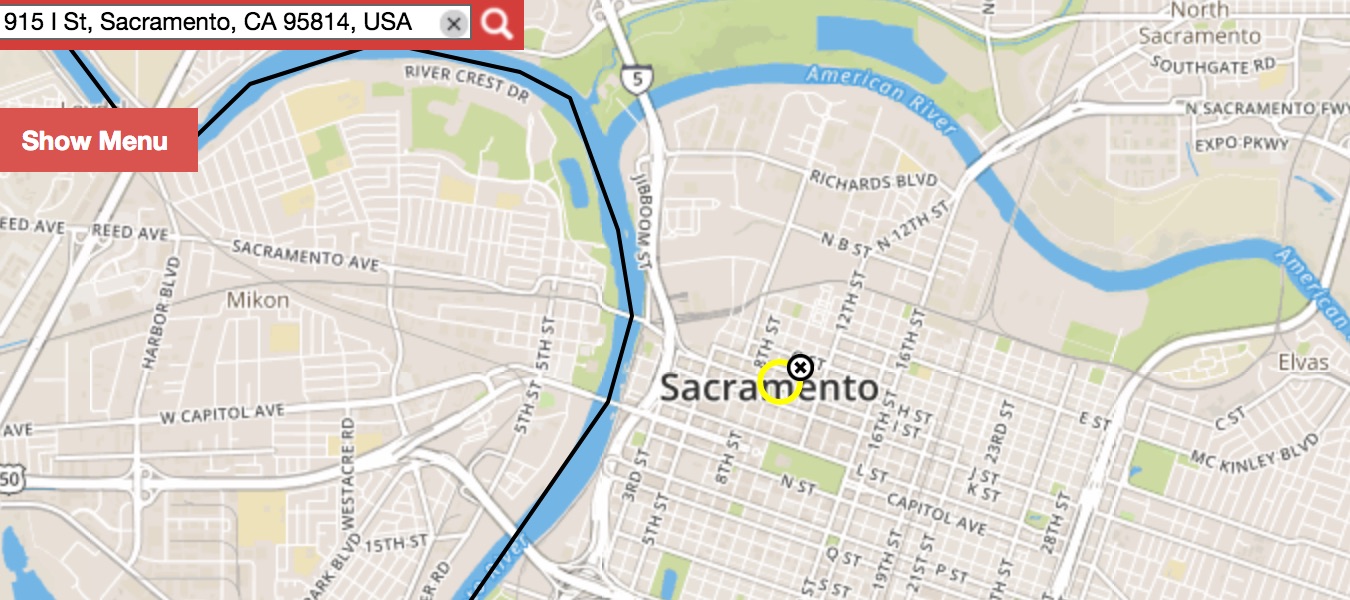 915 I St, Sacramento, CA 95814, USA
North
Sacramento
SOUTHGATE RD
RIVER CREST DR
5
American River
N SACRAMENTO FWY
EXPO PKWY
Show Menu
JIBBOOM ST
RICHARDS BLVD
N 12TH ST
N B ST
REED AVE
SACRAMENTO AVE
American
HARBOR BLVD
Mikon
12TH ST
16TH ST
8TH ST
5TH ST
Elvas
Sacramento
W CAPITOL AVE
AVE
5TH ST
H ST
I ST
16TH ST
23RD ST
E ST
C ST
MC KINLEY BLVD
50
WESTACRE RD
3RD ST
8TH ST
L ST
J ST
K ST
N ST
CAPITOL AVE
5TH ST
28TH ST
15TH ST
PARK BLVD
River
Q ST
19TH ST
21ST ST
P ST
S ST